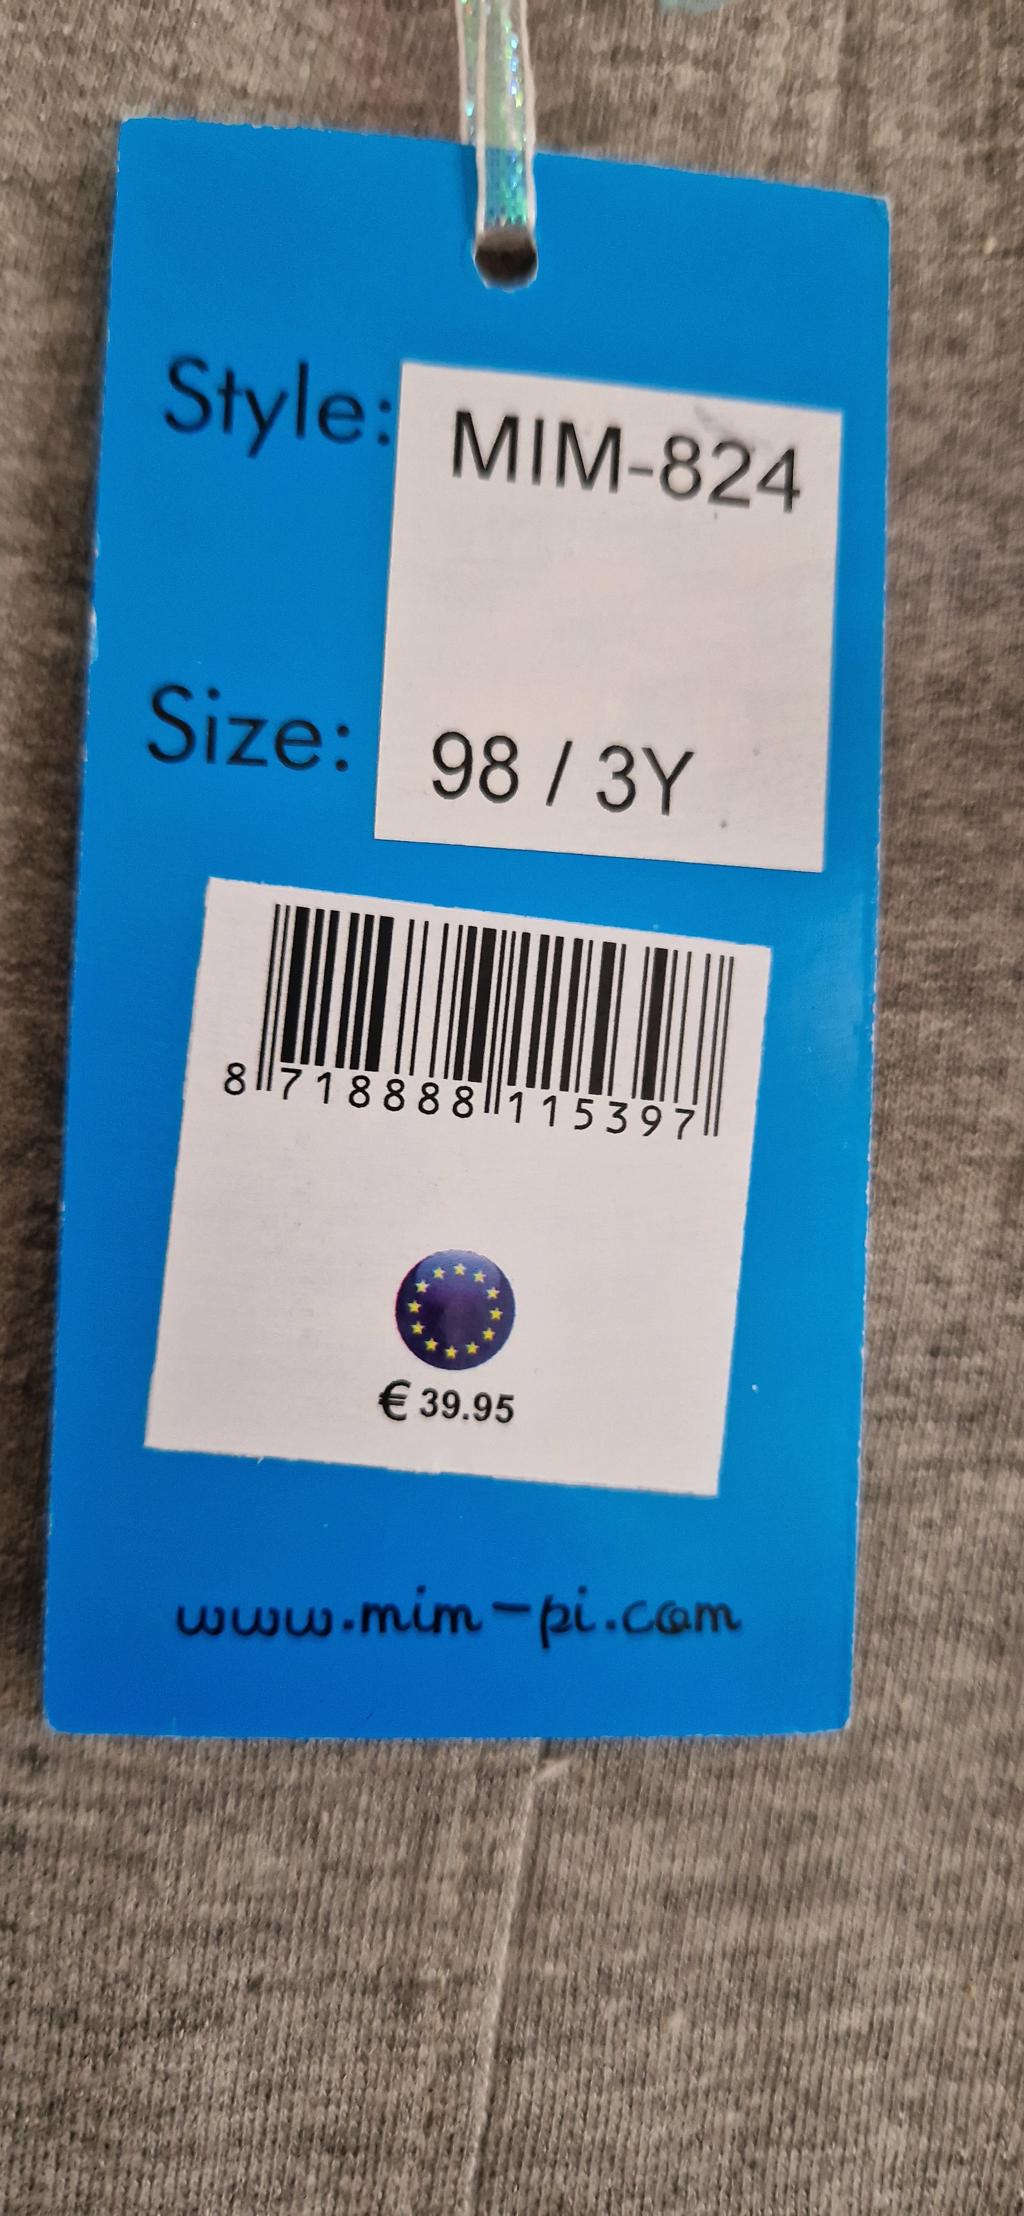 Style: MIM-824
Size: 98 / 3Y
8 718888 115397
€ 39.95
www.mim-pi.com